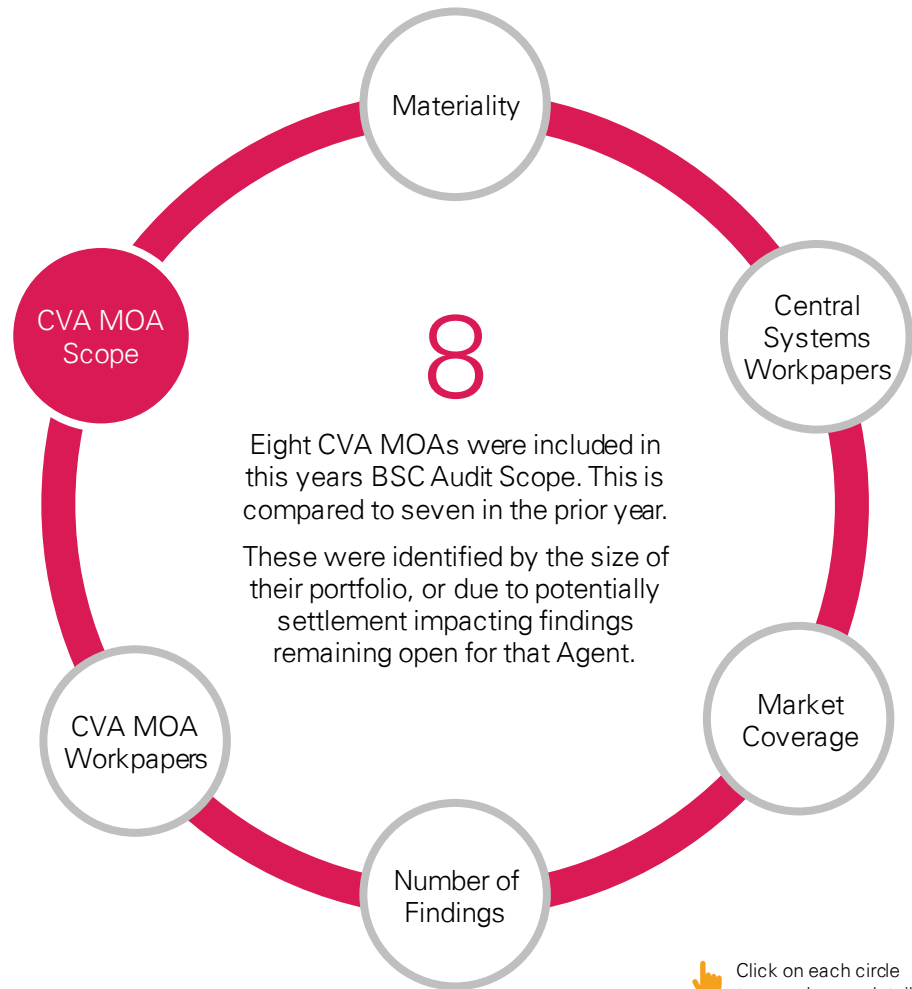 Materiality
CVA MOA
Scope
Central
Systems
Workpapers
8
Eight CVA MOAs were included in
this years BSC Audit Scope. This is
compared to seven in the prior year.
These were identified by the size of
their portfolio, or due to potentially
settlement impacting findings
remaining open for that Agent.
CVA MOA
Workpapers
Market
Coverage
Number of
Findings
Click on each circle